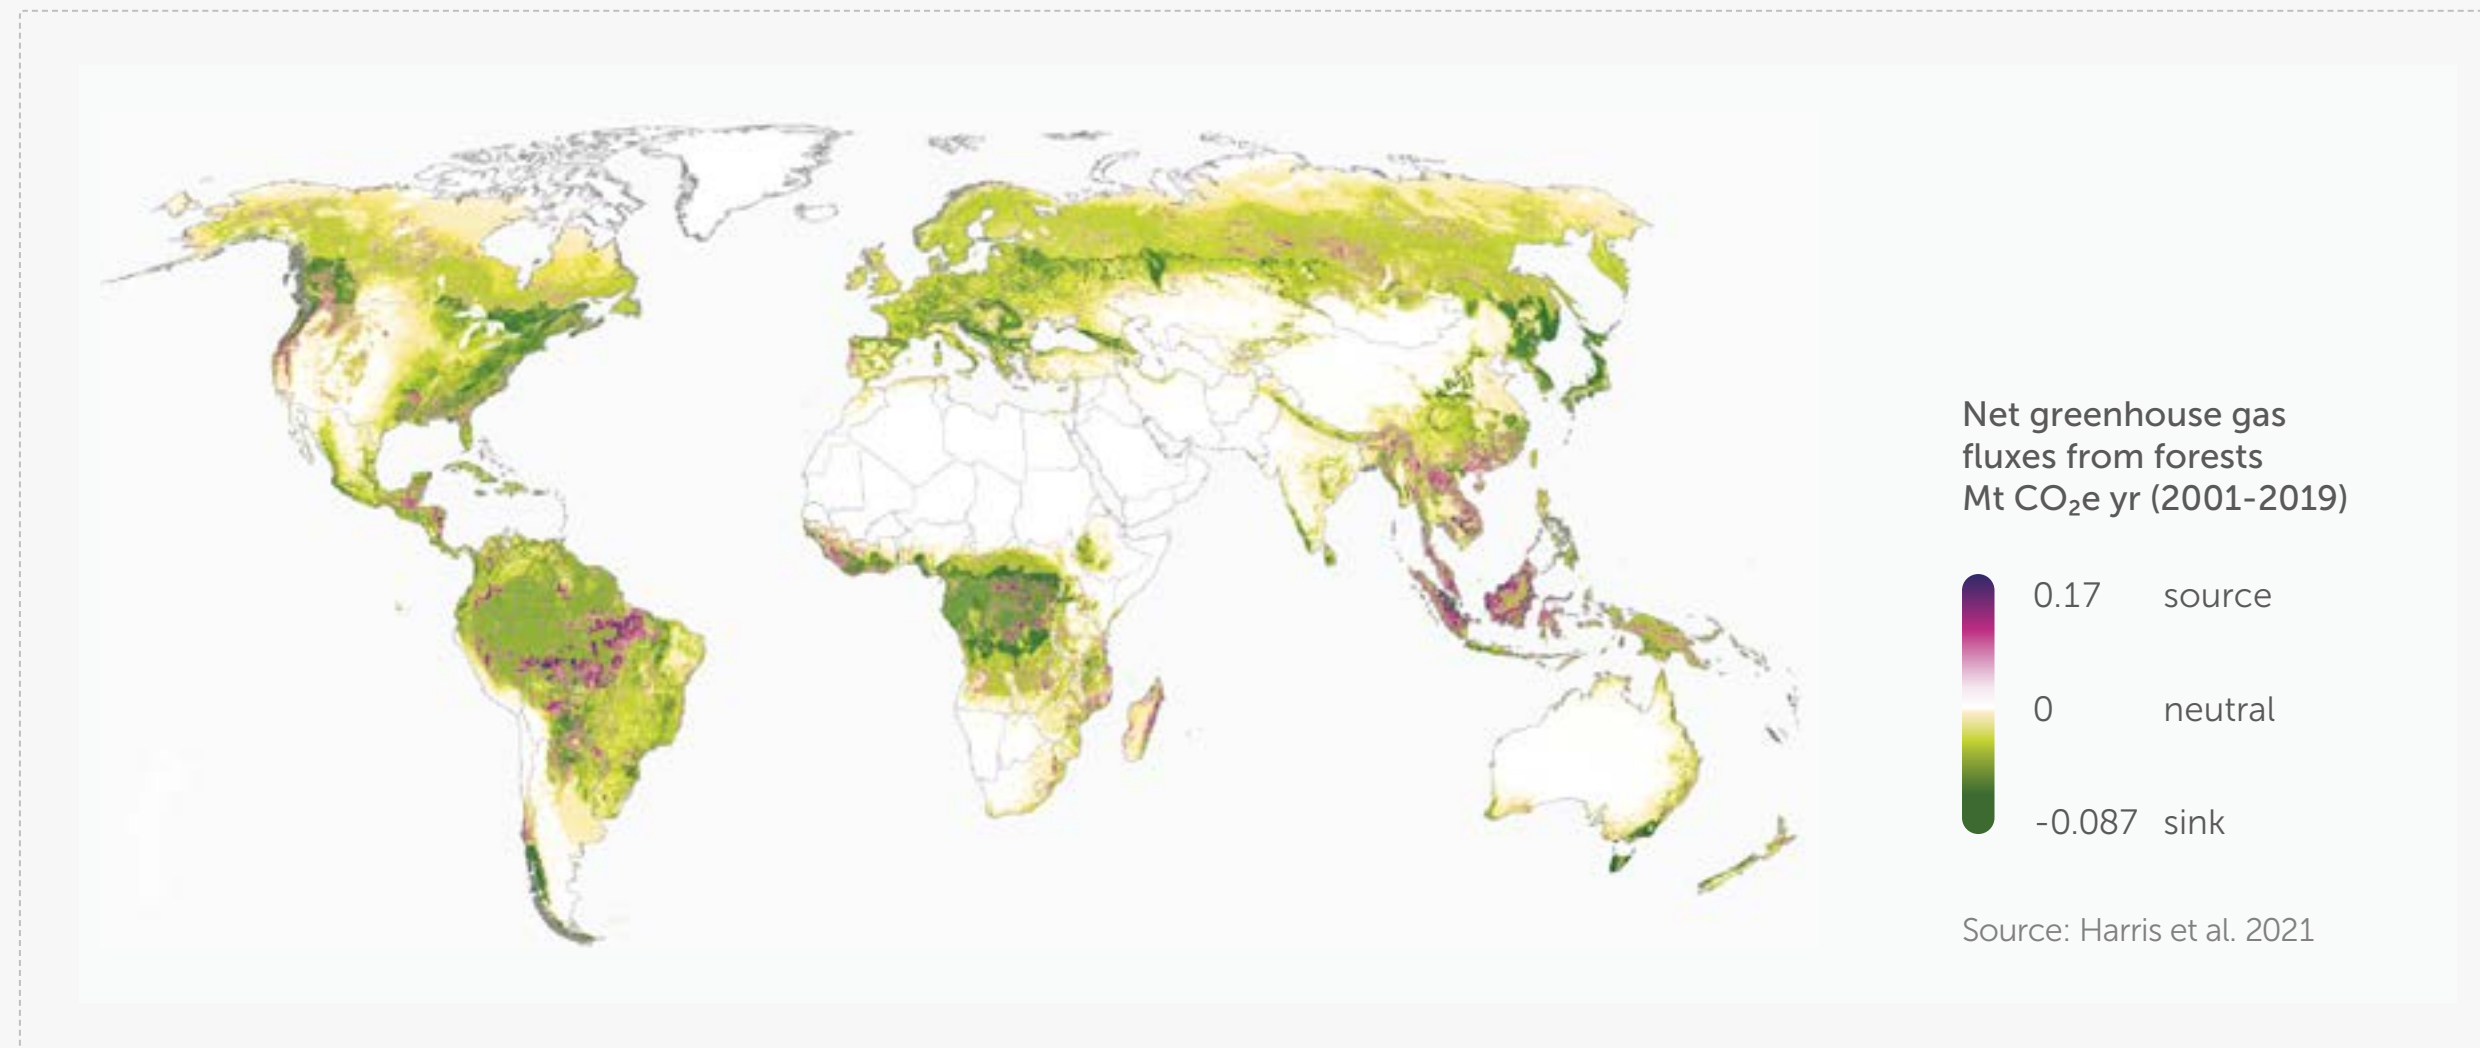 Net greenhouse gas
fluxes from forests
Mt CO₂e yr (2001-2019)
0.17 source
0 neutral
-0.087 sink
Source: Harris et al. 2021